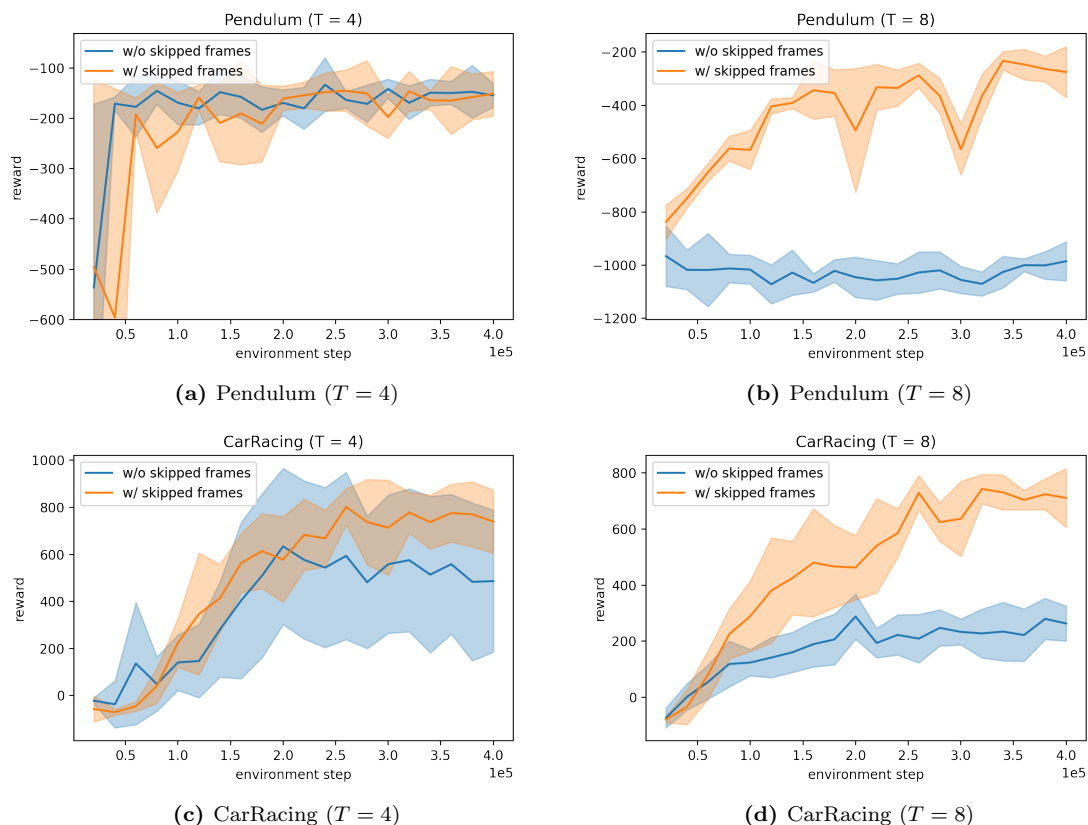 Pendulum (T = 4)
w/o skipped frames
w/ skipped frames
−100
−200
−300
−400
−500
−600
reward
0.5 1.0 1.5 2.0 2.5 3.0 3.5 4.0
1e5
environment step
(a) Pendulum (T = 4)
Pendulum (T = 8)
w/o skipped frames
w/ skipped frames
−200
−400
−600
−800
−1000
−1200
reward
0.5 1.0 1.5 2.0 2.5 3.0 3.5 4.0
1e5
environment step
(b) Pendulum (T = 8)
CarRacing (T = 4)
w/o skipped frames
w/ skipped frames
1000
800
600
400
200
0
reward
0.5 1.0 1.5 2.0 2.5 3.0 3.5 4.0
1e5
environment step
(c) CarRacing (T = 4)
CarRacing (T = 8)
w/o skipped frames
w/ skipped frames
800
600
400
200
0
reward
0.5 1.0 1.5 2.0 2.5 3.0 3.5 4.0
1e5
environment step
(d) CarRacing (T = 8)